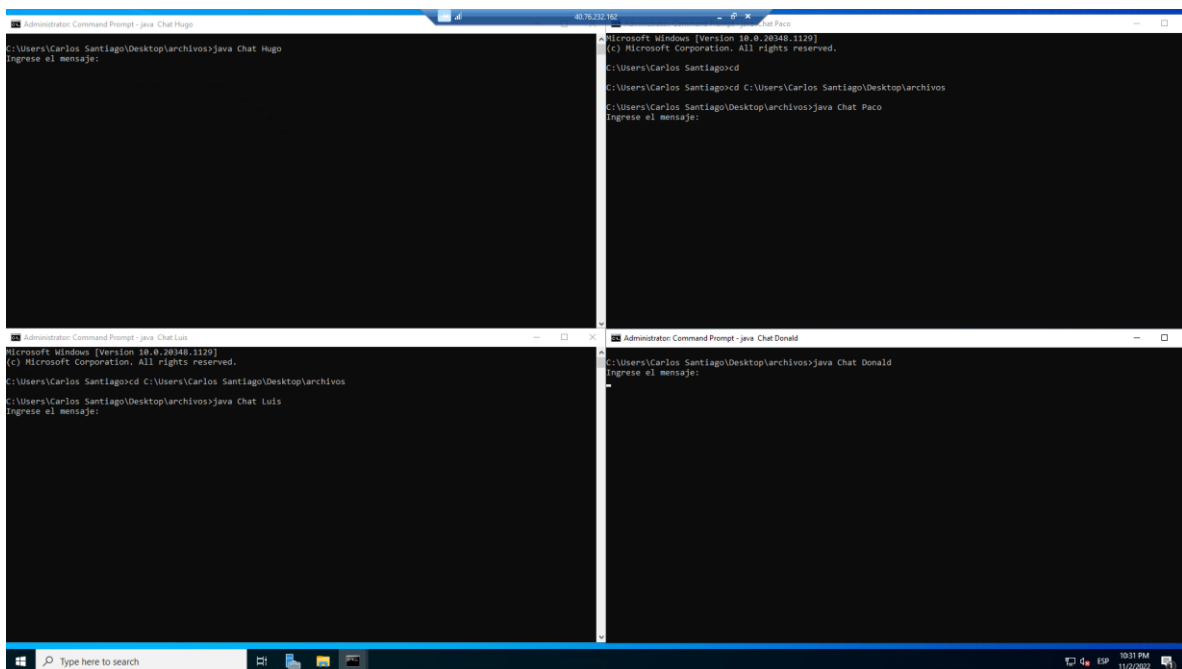 40.76.232.162
Administrator: Command Prompt - java Chat Hugo
C:\Users\Carlos Santiago\Desktop\archivos>java Chat Hugo
Ingrese el mensaje:
Chat Paco
Microsoft Windows [Version 10.0.20348.1129]
(c) Microsoft Corporation. All rights reserved.
C:\Users\Carlos Santiago>cd
C:\Users\Carlos Santiago>cd C:\Users\Carlos Santiago\Desktop\archivos
C:\Users\Carlos Santiago\Desktop\archivos>java Chat Paco
Ingrese el mensaje:
Administrator: Command Prompt - java Chat Luis
Microsoft Windows [Version 10.0.20348.1129]
(c) Microsoft Corporation. All rights reserved.
C:\Users\Carlos Santiago>cd C:\Users\Carlos Santiago\Desktop\archivos
C:\Users\Carlos Santiago\Desktop\archivos>java Chat Luis
Ingrese el mensaje:
Administrator: Command Prompt - java Chat Donald
C:\Users\Carlos Santiago\Desktop\archivos>java Chat Donald
Ingrese el mensaje:
Type here to search
ESP
10:31 PM
11/2/2022